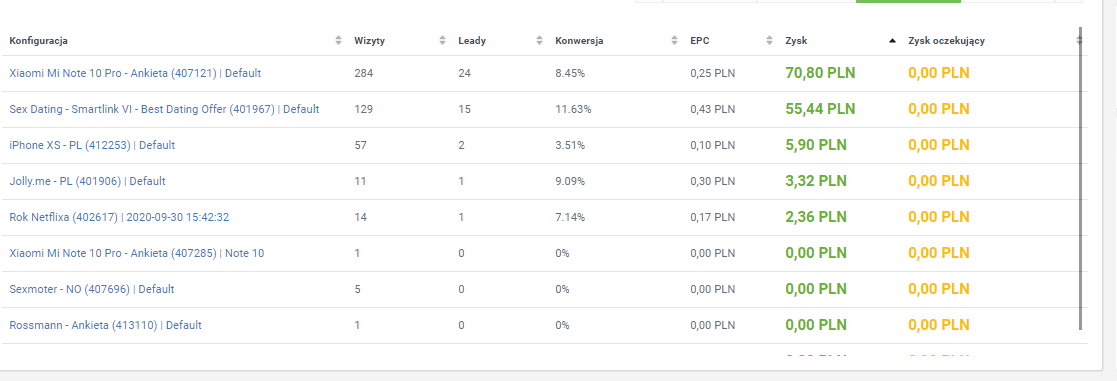 Konfiguracja Wizyty Leady Konwersja EPC Zysk Zysk oczekujący
Xiaomi Mi Note 10 Pro - Ankieta (407121) | Default 284 24 8.45% 0,25 PLN 70,80 PLN 0,00 PLN
Sex Dating - Smartlink VI - Best Dating Offer (401967) | Default 129 15 11.63% 0,43 PLN 55,44 PLN 0,00 PLN
iPhone XS - PL (412253) | Default 57 2 3.51% 0,10 PLN 5,90 PLN 0,00 PLN
Jolly.me - PL (401906) | Default 11 1 9.09% 0,30 PLN 3,32 PLN 0,00 PLN
Rok Netflixa (402617) | 2020-09-30 15:42:32 14 1 7.14% 0,17 PLN 2,36 PLN 0,00 PLN
Xiaomi Mi Note 10 Pro - Ankieta (407285) | Note 10 1 0 0% 0,00 PLN 0,00 PLN 0,00 PLN
Sexmoter - NO (407696) | Default 5 0 0% 0,00 PLN 0,00 PLN 0,00 PLN
Rossmann - Ankieta (413110) | Default 1 0 0% 0,00 PLN 0,00 PLN 0,00 PLN